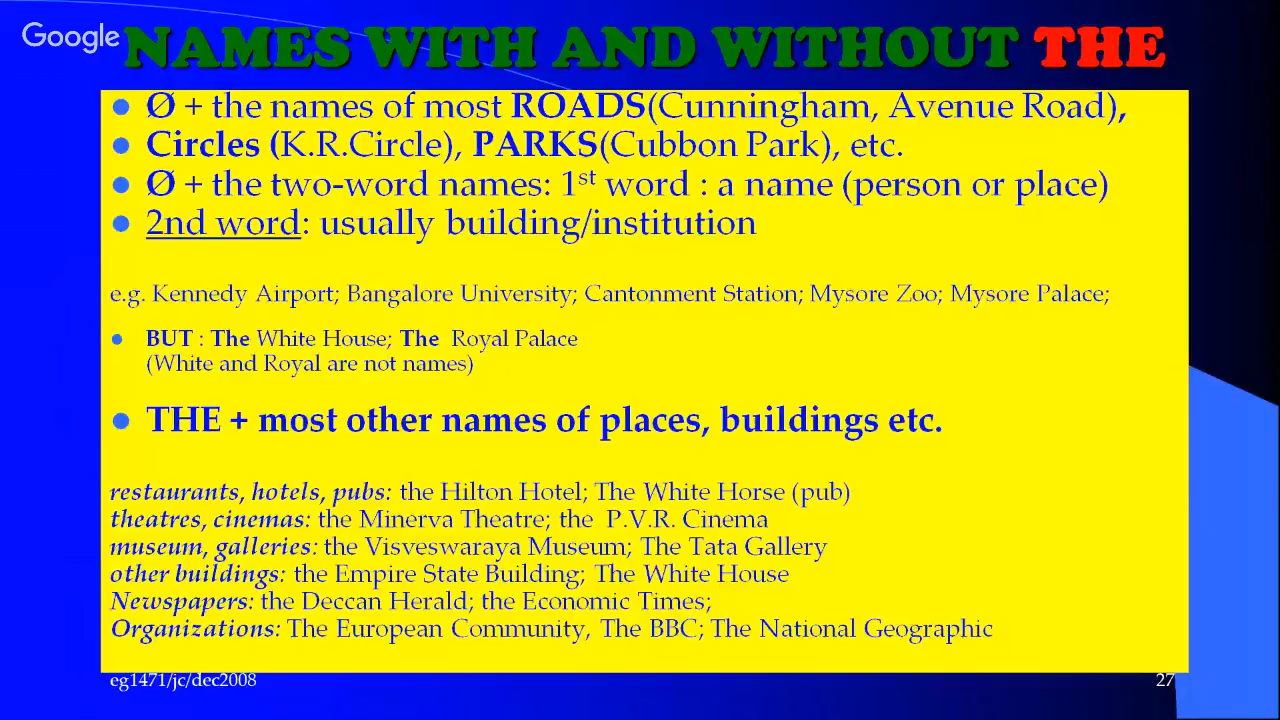 Google
NAMES WITH AND WITHOUT THE
Ø + the names of most ROADS(Cunningham, Avenue Road),
Circles (K.R.Circle), PARKS(Cubbon Park), etc.
Ø + the two-word names: 1st word : a name (person or place)
2nd word: usually building/institution
e.g. Kennedy Airport; Bangalore University; Cantonment Station; Mysore Zoo; Mysore Palace;
BUT : The White House; The Royal Palace
(White and Royal are not names)
THE + most other names of places, buildings etc.
restaurants, hotels, pubs: the Hilton Hotel; The White Horse (pub)
theatres, cinemas: the Minerva Theatre; the P.V.R. Cinema
museum, galleries: the Visveswaraya Museum; The Tata Gallery
other buildings: the Empire State Building; The White House
Newspapers: the Deccan Herald; the Economic Times;
Organizations: The European Community, The BBC; The National Geographic
eg1471/jc/dec2008
27